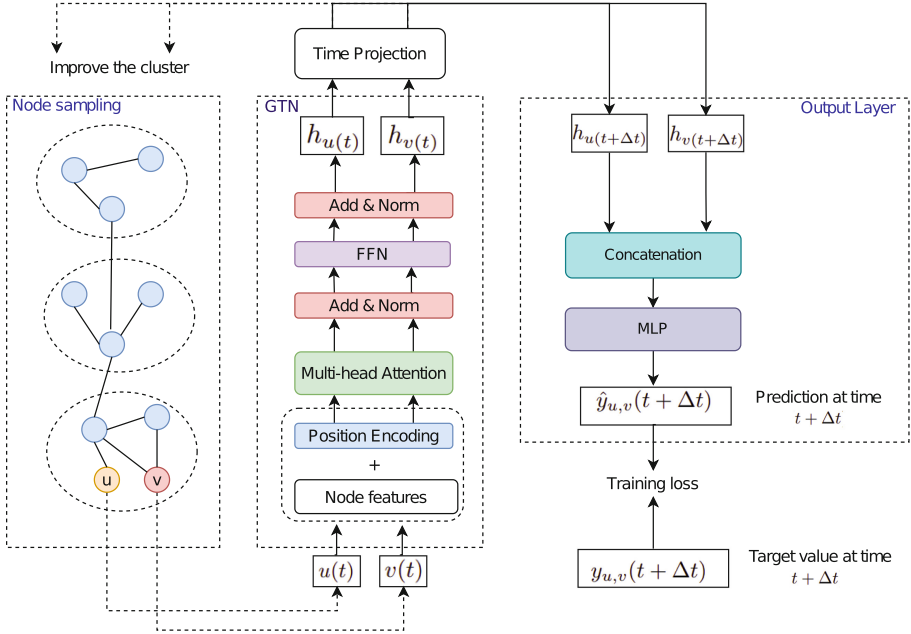 Time Projection
Improve the cluster
Node sampling
u
v
GTN
h_{u(t)}
h_{v(t)}
Add & Norm
FFN
Add & Norm
Multi-head Attention
Position Encoding
+
Node features
u(t)
v(t)
Output Layer
h_{u(t+Δt)}
h_{v(t+Δt)}
Concatenation
MLP
ŷ_{u,v}(t + Δt)
Prediction at time
t + Δt
Training loss
y_{u,v}(t + Δt)
Target value at time
t + Δt